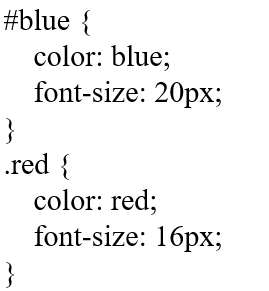 #blue {
    color: blue;
    font-size: 20px;
}
.red {
    color: red;
    font-size: 16px;
}